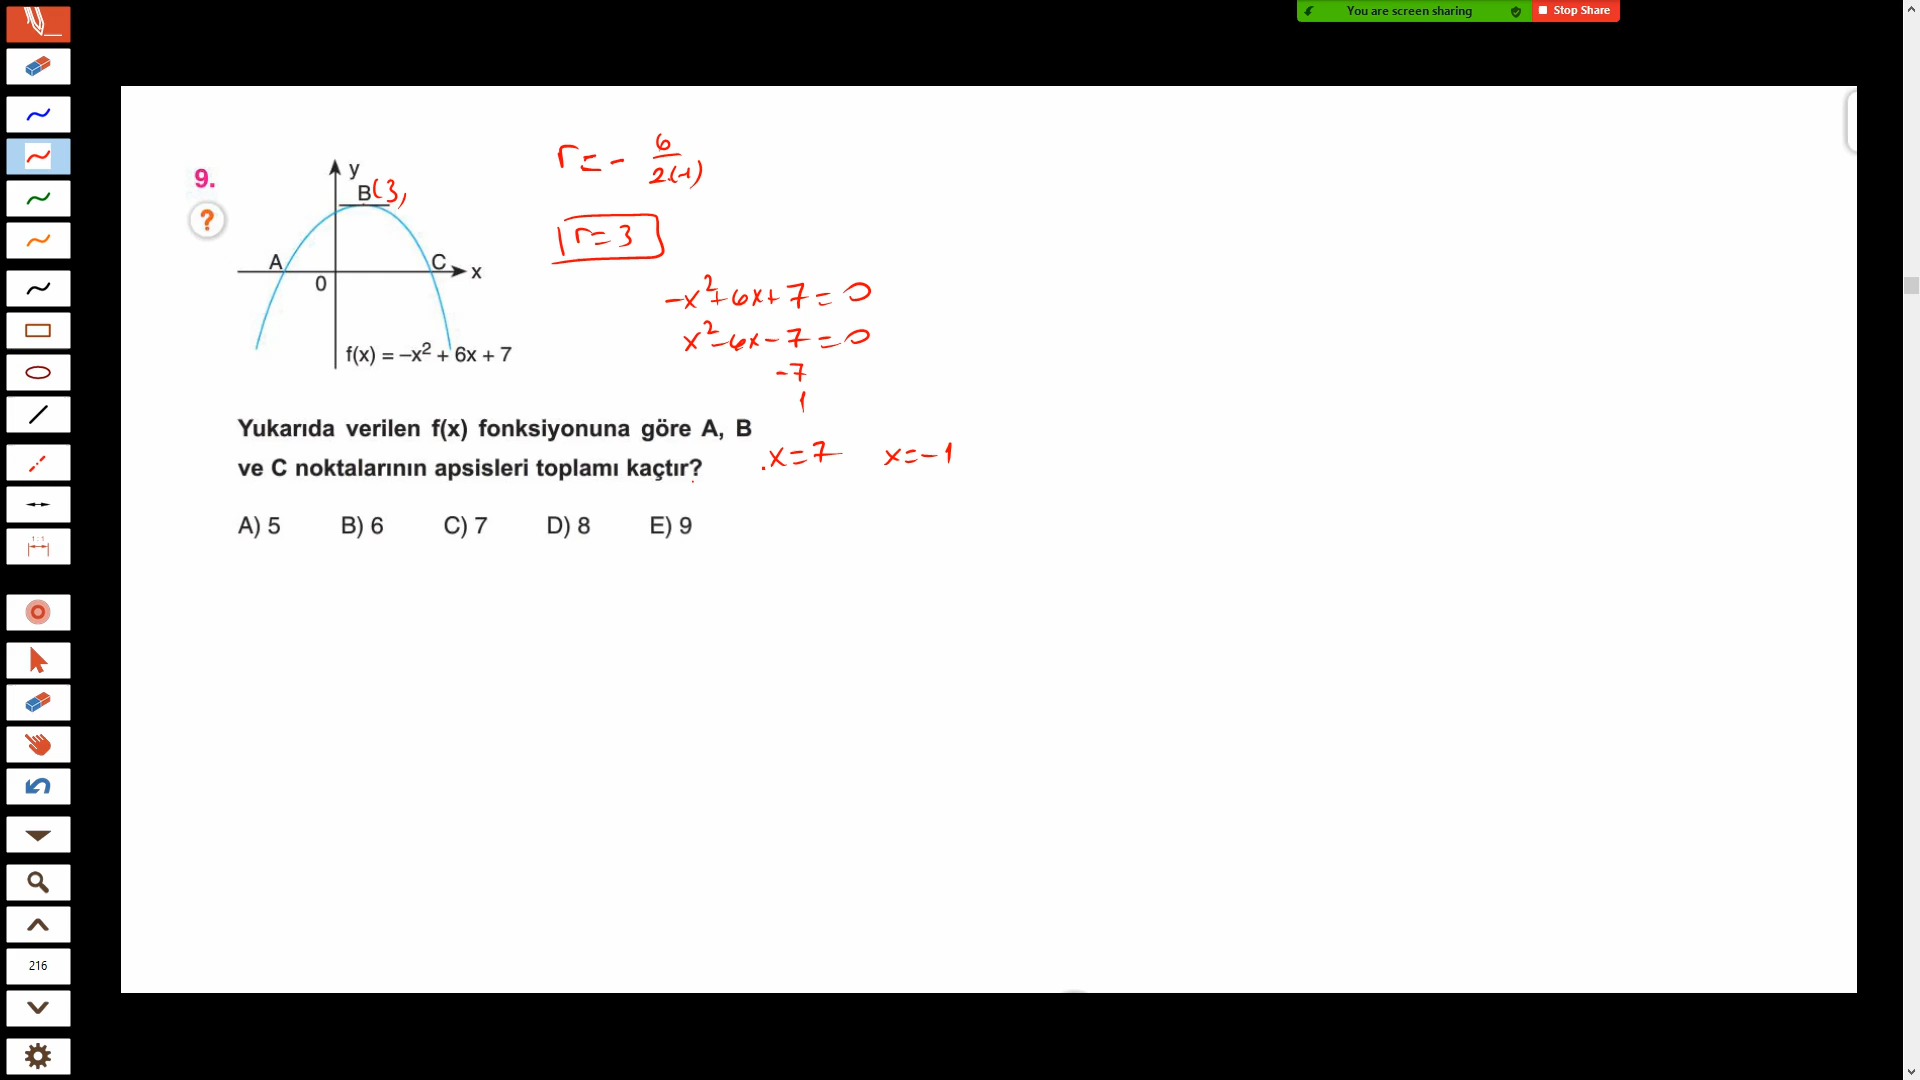 You are screen sharing
Stop Share
9.
?
y
B(3,
A
C
x
0
f(x) = –x² + 6x + 7
r = - 6/2.(-1)
r = 3
-x² + 6x + 7 = 0
x² - 6x - 7 = 0
-7
1
Yukarıda verilen f(x) fonksiyonuna göre A, B
ve C noktalarının apsisleri toplamı kaçtır?
x = 7 x = -1
A) 5 B) 6 C) 7 D) 8 E) 9
1:1
216